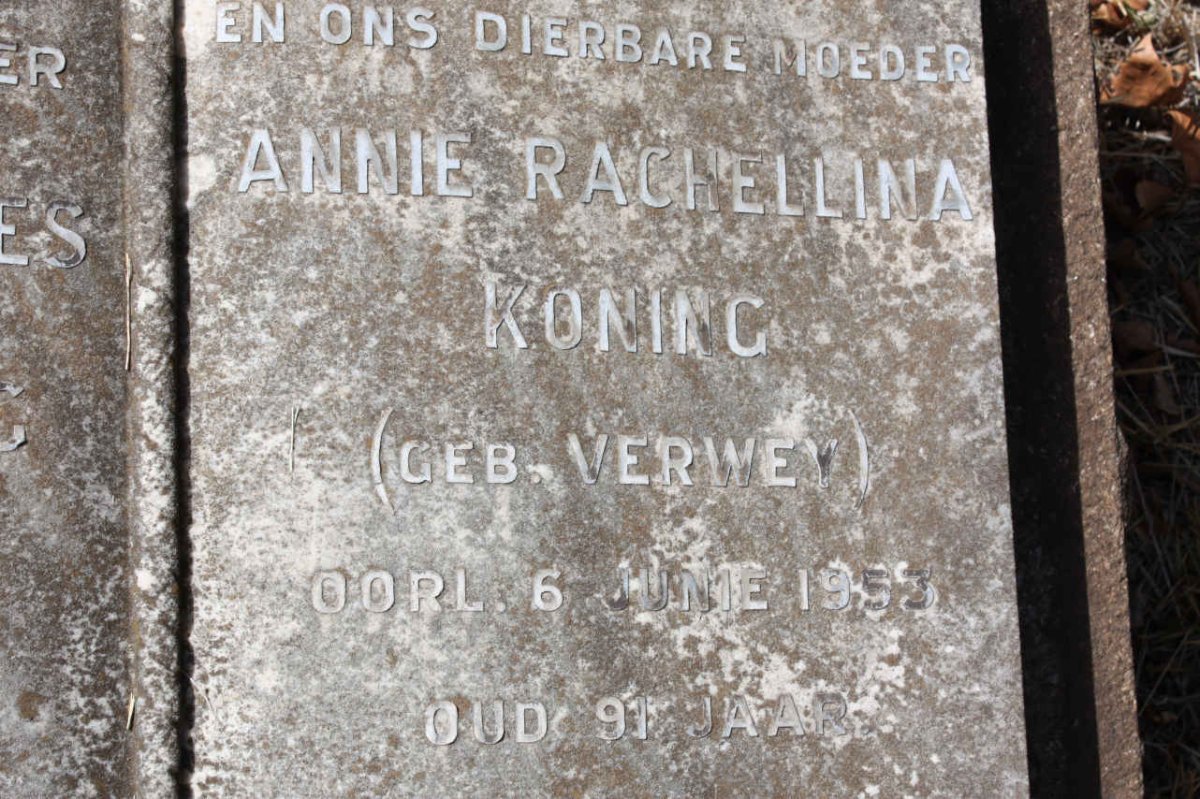 EN ONS DIERBARE MOEDER
ANNIE RACHELLINA
KONING
(GEB. VERWEY)
OORL. 6 JUNIE 1953
OUD 91 JAAR.